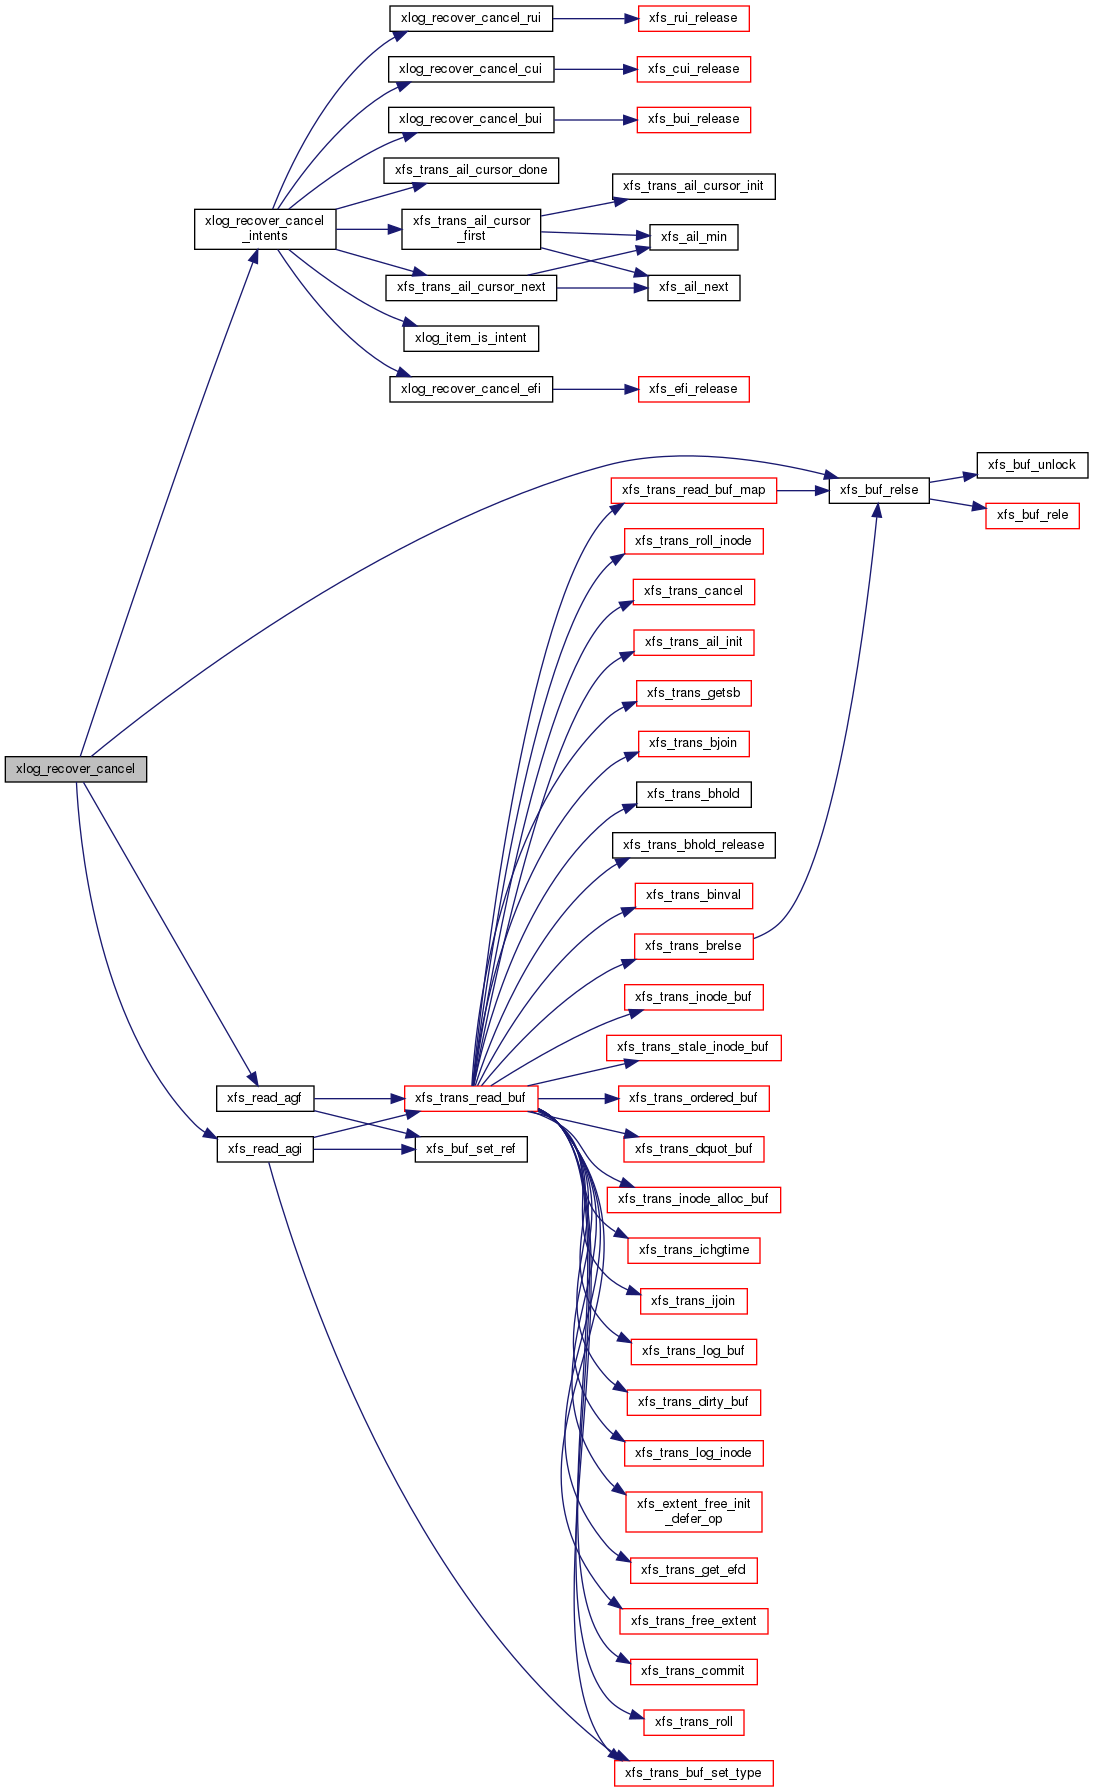 xlog_recover_cancel_rui
xfs_rui_release
xlog_recover_cancel_cui
xfs_cui_release
xlog_recover_cancel_bui
xfs_bui_release
xfs_trans_ail_cursor_done
xfs_trans_ail_cursor_init
xlog_recover_cancel
_intents
xfs_trans_ail_cursor
_first
xfs_ail_min
xfs_trans_ail_cursor_next
xfs_ail_next
xlog_item_is_intent
xlog_recover_cancel_efi
xfs_efi_release
xfs_buf_unlock
xfs_trans_read_buf_map
xfs_buf_relse
xfs_buf_rele
xfs_trans_roll_inode
xfs_trans_cancel
xfs_trans_ail_init
xfs_trans_getsb
xfs_trans_bjoin
xlog_recover_cancel
xfs_trans_bhold
xfs_trans_bhold_release
xfs_trans_binval
xfs_trans_brelse
xfs_trans_inode_buf
xfs_trans_stale_inode_buf
xfs_read_agf
xfs_trans_read_buf
xfs_trans_ordered_buf
xfs_read_agi
xfs_buf_set_ref
xfs_trans_dquot_buf
xfs_trans_inode_alloc_buf
xfs_trans_ichgtime
xfs_trans_ijoin
xfs_trans_log_buf
xfs_trans_dirty_buf
xfs_trans_log_inode
xfs_extent_free_init
_defer_op
xfs_trans_get_efd
xfs_trans_free_extent
xfs_trans_commit
xfs_trans_roll
xfs_trans_buf_set_type